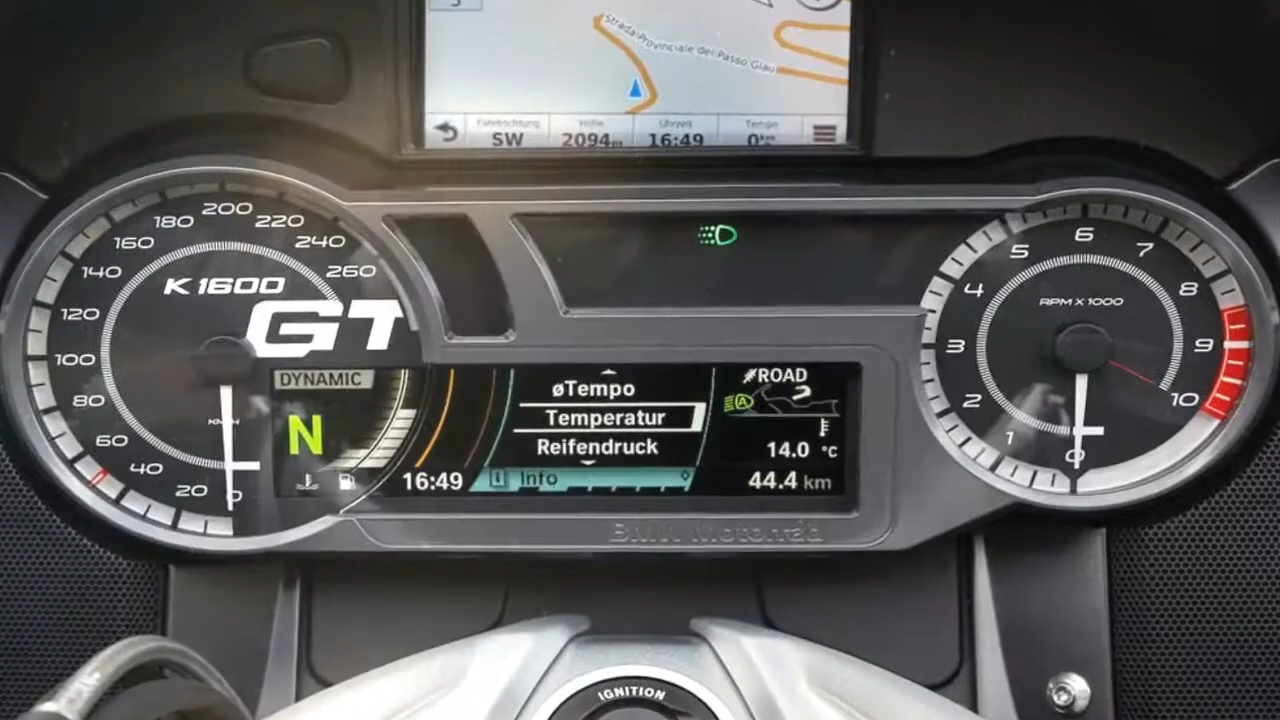 Strada Provinciale del Passo Giau
Fahrtrichtung Höhe Uhrzeit Tempo
SW 2094m 16:49 0
180 200 220
160 240
140 260
K 1600
GT
120
100
80
60
40
20 0
KM/H
DYNAMIC
N
16:49
øTempo
Temperatur
Reifendruck
i Info
ROAD
A
14.0 °C
44.4 km
5 6 7
4 8
RPM X 1000
3 9
2 10
1 0
BMW Motorrad
IGNITION